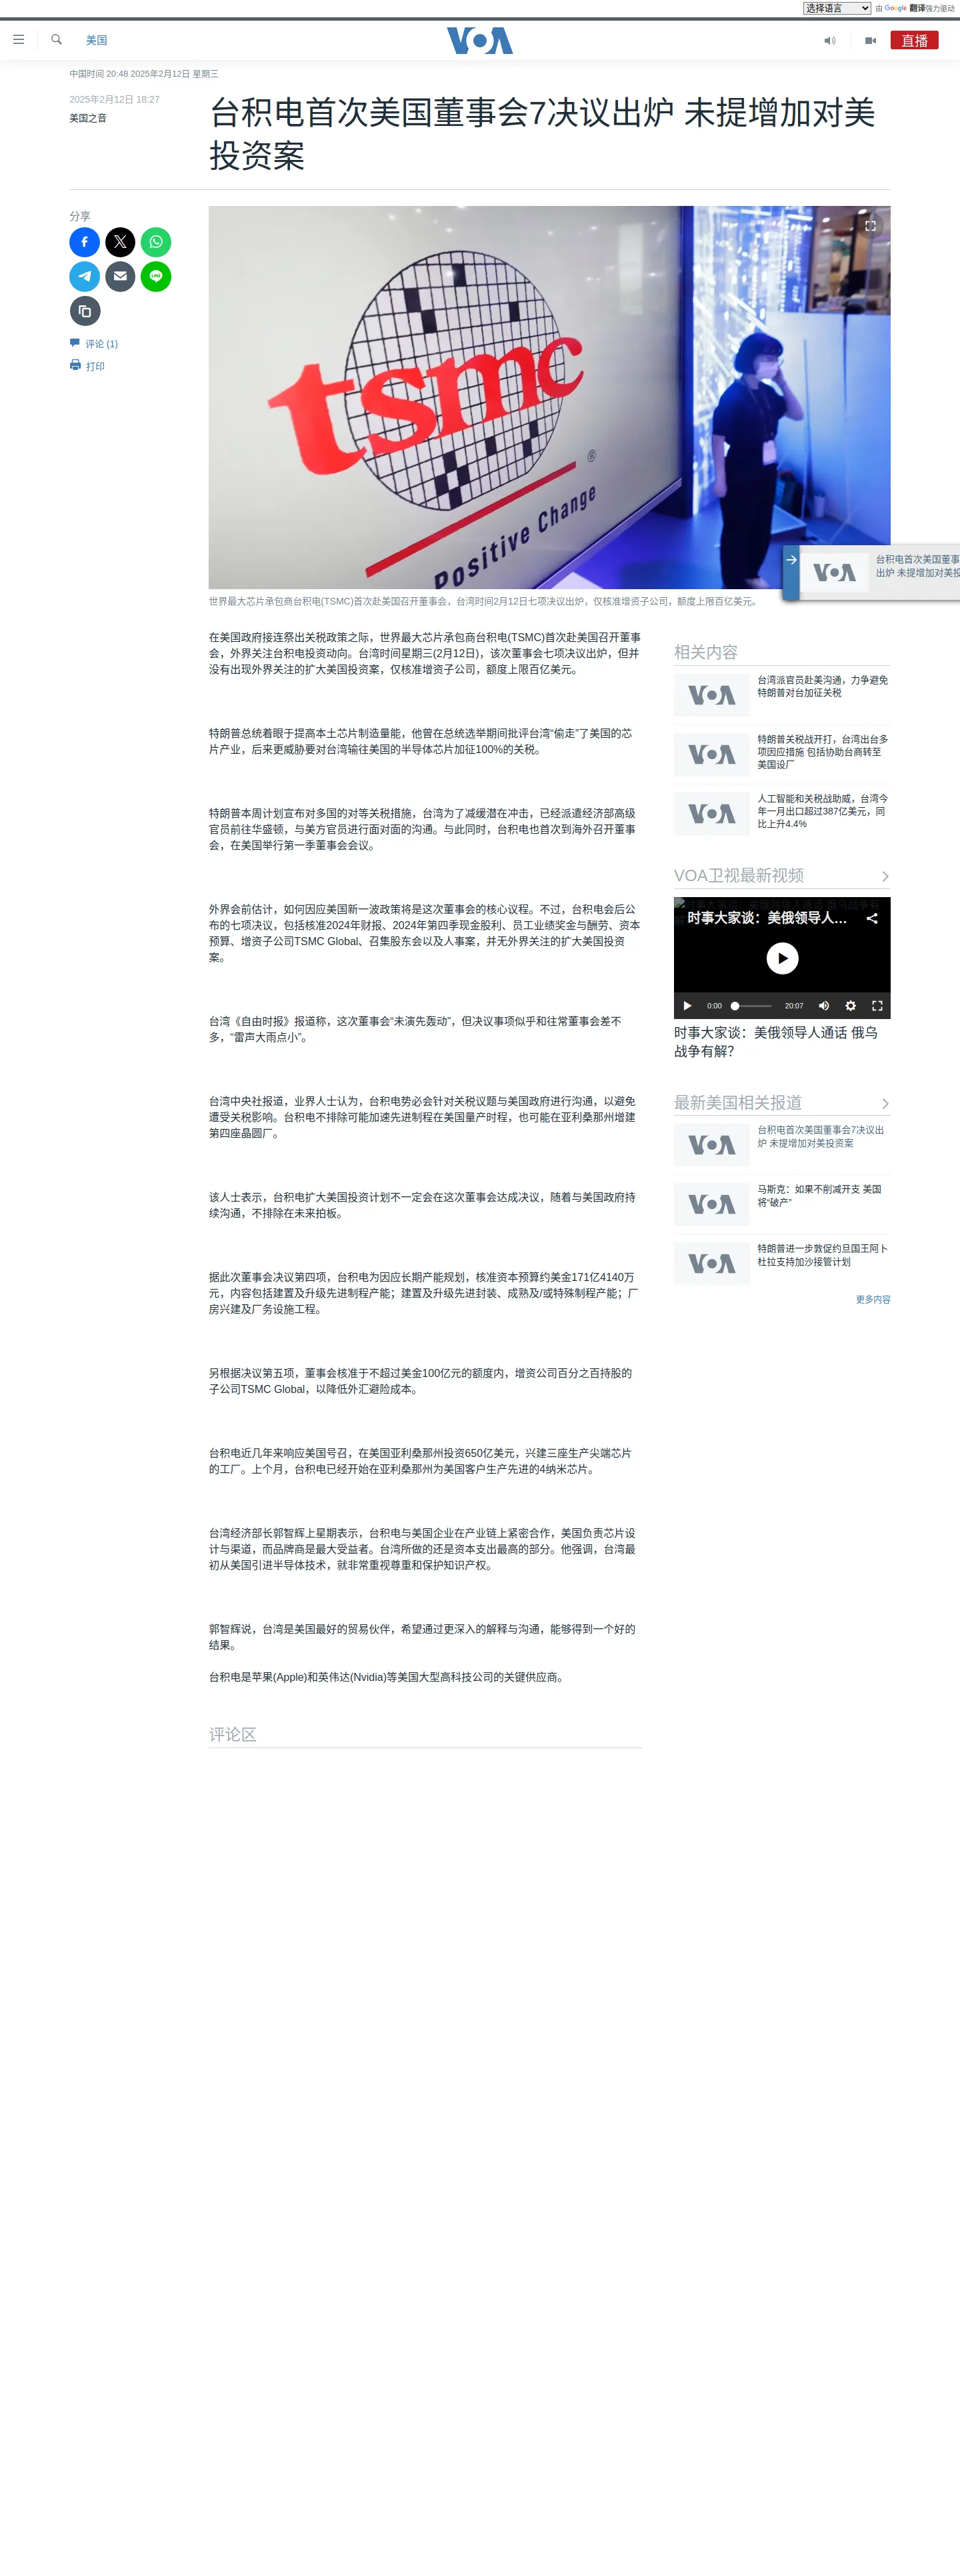 选择语言 由 Google 翻译强力驱动
美国
VOA
直播
中国时间 20:48 2025年2月12日 星期三
2025年2月12日 18:27
美国之音
台积电首次美国董事会7决议出炉 未提增加对美
投资案
分享
评论 (1)
打印
tsmc
®
Positive Change
VOA
台积电首次美国董事
出炉 未提增加对美投
世界最大芯片承包商台积电(TSMC)首次赴美国召开董事会，台湾时间2月12日七项决议出炉，仅核准增资子公司，额度上限百亿美元。
在美国政府接连祭出关税政策之际，世界最大芯片承包商台积电(TSMC)首次赴美国召开董事
会，外界关注台积电投资动向。台湾时间星期三(2月12日)，该次董事会七项决议出炉，但并
没有出现外界关注的扩大美国投资案，仅核准增资子公司，额度上限百亿美元。
特朗普总统着眼于提高本土芯片制造量能，他曾在总统选举期间批评台湾“偷走”了美国的芯
片产业，后来更威胁要对台湾输往美国的半导体芯片加征100%的关税。
特朗普本周计划宣布对多国的对等关税措施，台湾为了减缓潜在冲击，已经派遣经济部高级
官员前往华盛顿，与美方官员进行面对面的沟通。与此同时，台积电也首次到海外召开董事
会，在美国举行第一季董事会会议。
外界会前估计，如何因应美国新一波政策将是这次董事会的核心议程。不过，台积电会后公
布的七项决议，包括核准2024年财报、2024年第四季现金股利、员工业绩奖金与酬劳、资本
预算、增资子公司TSMC Global、召集股东会以及人事案，并无外界关注的扩大美国投资
案。
台湾《自由时报》报道称，这次董事会“未演先轰动”，但决议事项似乎和往常董事会差不
多，“雷声大雨点小”。
台湾中央社报道，业界人士认为，台积电势必会针对关税议题与美国政府进行沟通，以避免
遭受关税影响。台积电不排除可能加速先进制程在美国量产时程，也可能在亚利桑那州增建
第四座晶圆厂。
该人士表示，台积电扩大美国投资计划不一定会在这次董事会达成决议，随着与美国政府持
续沟通，不排除在未来拍板。
据此次董事会决议第四项，台积电为因应长期产能规划，核准资本预算约美金171亿4140万
元，内容包括建置及升级先进制程产能；建置及升级先进封装、成熟及/或特殊制程产能；厂
房兴建及厂务设施工程。
另根据决议第五项，董事会核准于不超过美金100亿元的额度内，增资公司百分之百持股的
子公司TSMC Global，以降低外汇避险成本。
台积电近几年来响应美国号召，在美国亚利桑那州投资650亿美元，兴建三座生产尖端芯片
的工厂。上个月，台积电已经开始在亚利桑那州为美国客户生产先进的4纳米芯片。
台湾经济部长郭智辉上星期表示，台积电与美国企业在产业链上紧密合作，美国负责芯片设
计与渠道，而品牌商是最大受益者。台湾所做的还是资本支出最高的部分。他强调，台湾最
初从美国引进半导体技术，就非常重视尊重和保护知识产权。
郭智辉说，台湾是美国最好的贸易伙伴，希望通过更深入的解释与沟通，能够得到一个好的
结果。
台积电是苹果(Apple)和英伟达(Nvidia)等美国大型高科技公司的关键供应商。
评论区
相关内容
VOA
台湾派官员赴美沟通，力争避免
特朗普对台加征关税
VOA
特朗普关税战开打，台湾出台多
项因应措施 包括协助台商转至
美国设厂
VOA
人工智能和关税战助威，台湾今
年一月出口超过387亿美元，同
比上升4.4%
VOA卫视最新视频
时事大家谈：美俄领导人…
0:00 20:07
时事大家谈：美俄领导人通话 俄乌
战争有解？
最新美国相关报道
VOA
台积电首次美国董事会7决议出
炉 未提增加对美投资案
VOA
马斯克：如果不削减开支 美国
将“破产”
VOA
特朗普进一步敦促约旦国王阿卜
杜拉支持加沙接管计划
更多内容